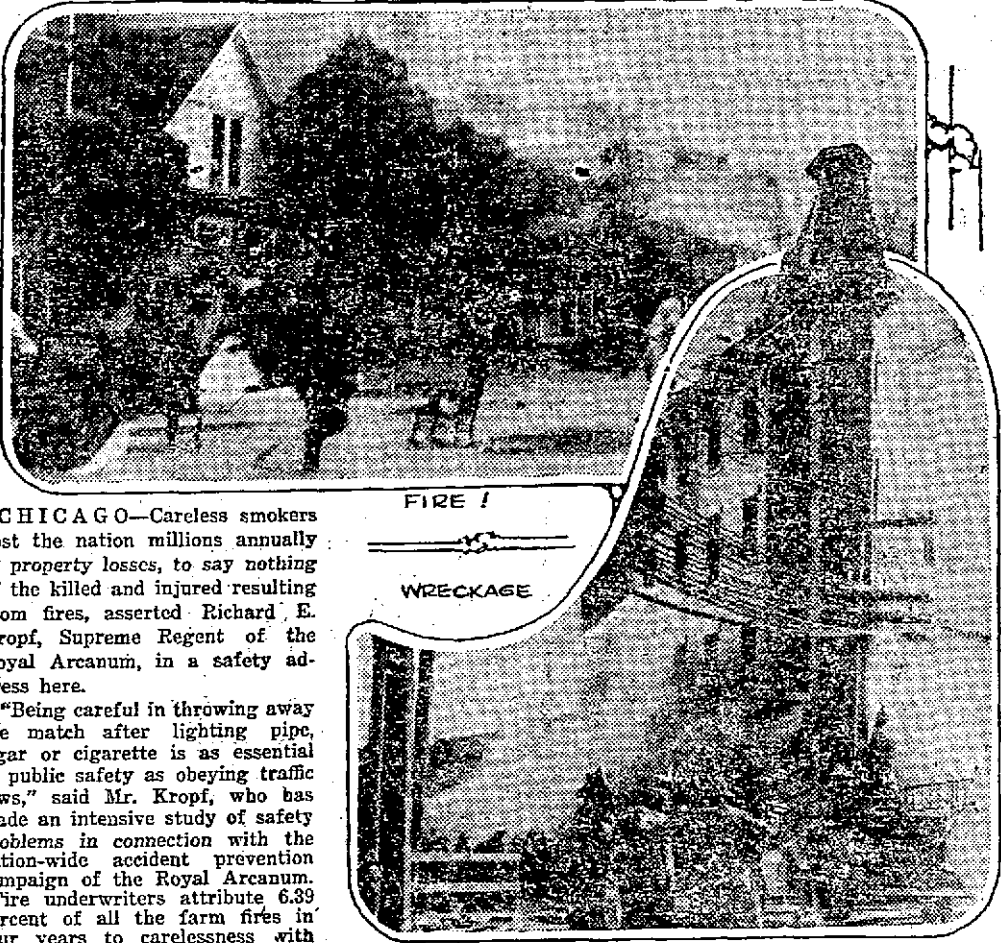 FIRE !
WRECKAGE
CHICAGO—Careless smokers
ost the nation millions annually
property losses, to say nothing
the killed and injured resulting
om fires, asserted Richard E.
ropf, Supreme Regent of the
oyal Arcanum, in a safety ad-
ess here.
"Being careful in throwing away
e match after lighting pipe,
gar or cigarette is as essential
public safety as obeying traffic
ws," said Mr. Kropf, who has
ade an intensive study of safety
oblems in connection with the
ation-wide accident prevention
mpaign of the Royal Arcanum.
ire underwriters attribute 6.39
rcent of all the farm fires in
ur years to carelessness with